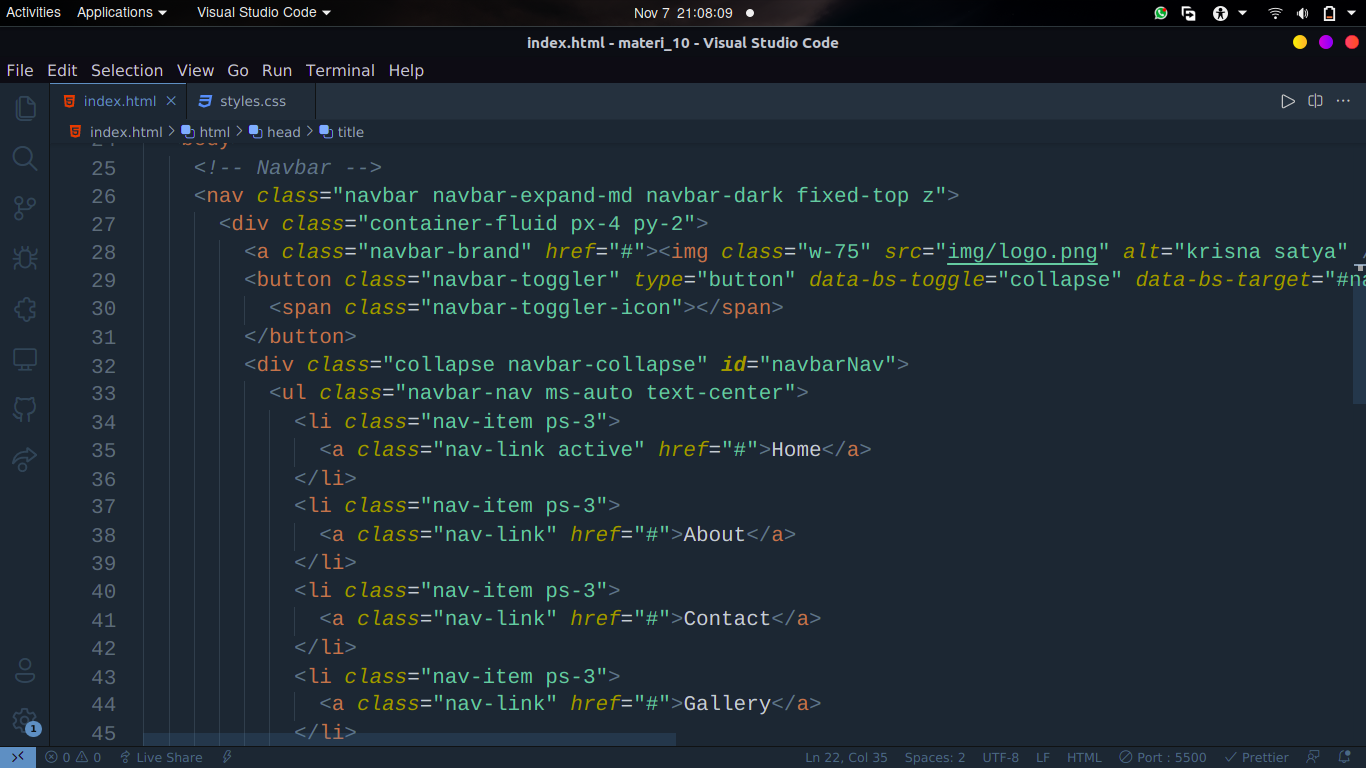 Activities Applications Visual Studio Code Nov 7 21:08:09
index.html - materi_10 - Visual Studio Code
File Edit Selection View Go Run Terminal Help
index.html styles.css
index.html html head title
25 <!-- Navbar -->
26 <nav class="navbar navbar-expand-md navbar-dark fixed-top z">
27 <div class="container-fluid px-4 py-2">
28 <a class="navbar-brand" href="#"><img class="w-75" src="img/logo.png" alt="krisna satya" /
29 <button class="navbar-toggler" type="button" data-bs-toggle="collapse" data-bs-target="#na
30 <span class="navbar-toggler-icon"></span>
31 </button>
32 <div class="collapse navbar-collapse" id="navbarNav">
33 <ul class="navbar-nav ms-auto text-center">
34 <li class="nav-item ps-3">
35 <a class="nav-link active" href="#">Home</a>
36 </li>
37 <li class="nav-item ps-3">
38 <a class="nav-link" href="#">About</a>
39 </li>
40 <li class="nav-item ps-3">
41 <a class="nav-link" href="#">Contact</a>
42 </li>
43 <li class="nav-item ps-3">
44 <a class="nav-link" href="#">Gallery</a>
45 </li>
1
0 0 Live Share Ln 22, Col 35 Spaces: 2 UTF-8 LF HTML Port : 5500 Prettier